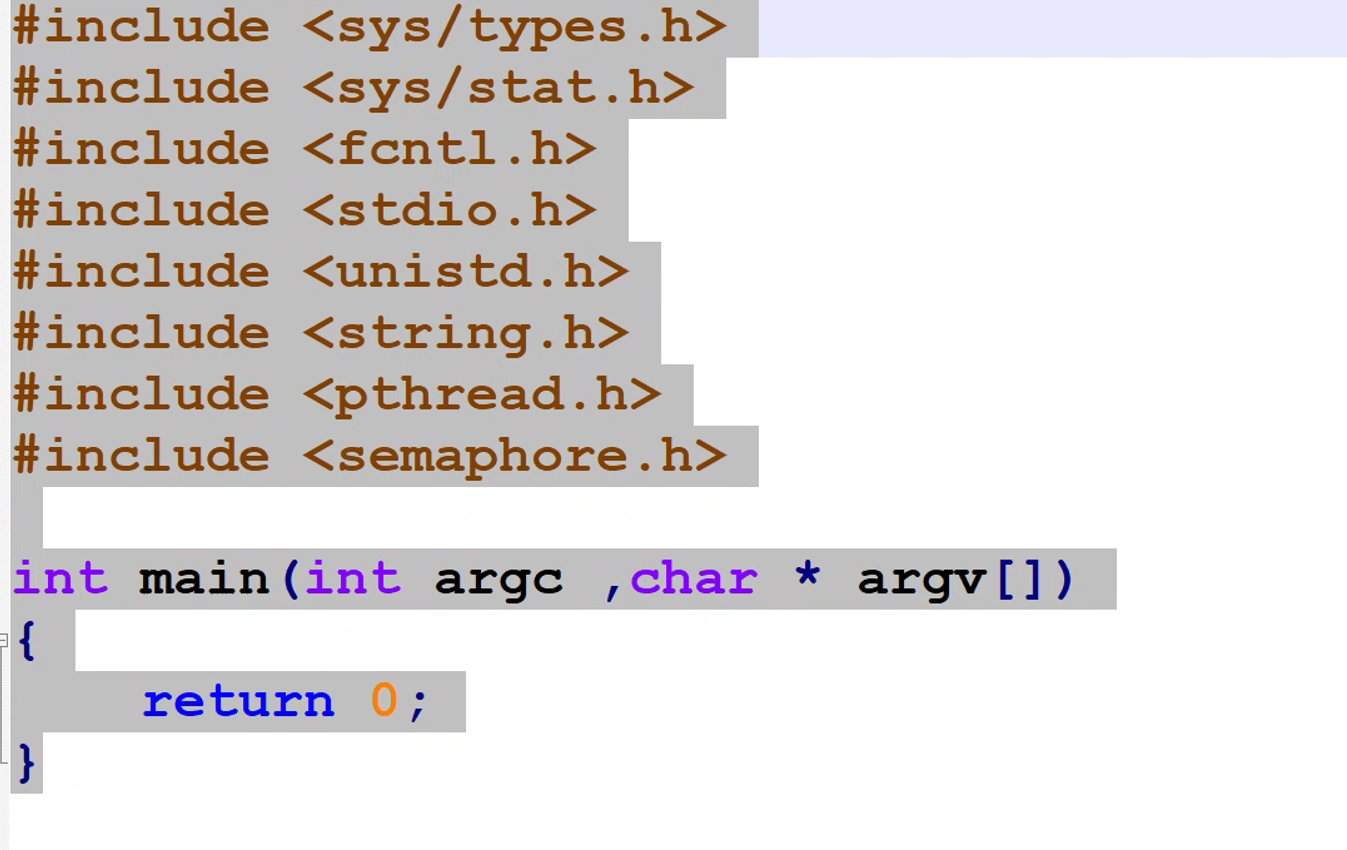 #include <sys/types.h>
#include <sys/stat.h>
#include <fcntl.h>
#include <stdio.h>
#include <unistd.h>
#include <string.h>
#include <pthread.h>
#include <semaphore.h>

int main(int argc ,char * argv[])
{
    return 0;
}